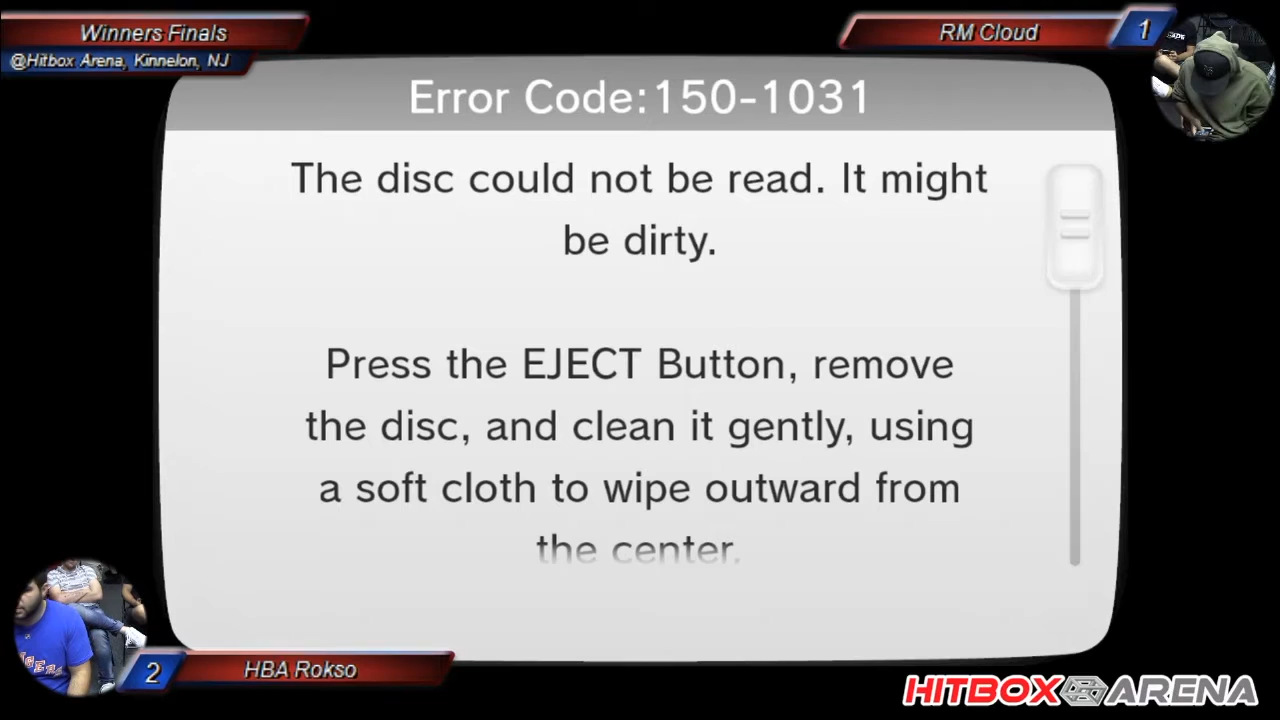 Winners Finals
@Hitbox Arena, Kinnelon, NJ
RM Cloud
1
Error Code:150-1031
The disc could not be read. It might
be dirty.
Press the EJECT Button, remove
the disc, and clean it gently, using
a soft cloth to wipe outward from
the center.
2
HBA Rokso
HITBOX ARENA